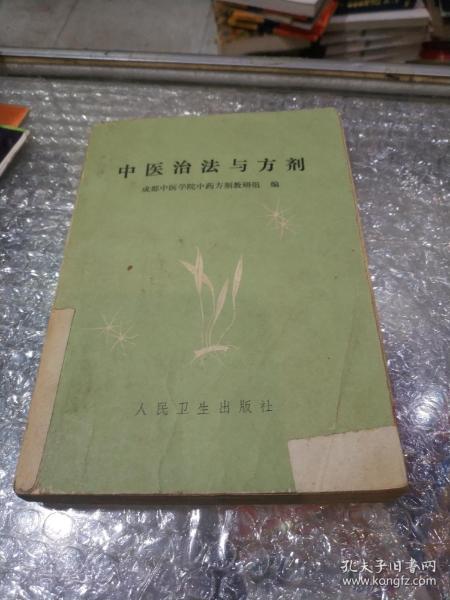 中医治法与方剂
成都中医学院中药方剂教研组 编
人民卫生出版社
孔夫子旧书网
www.kongfz.com